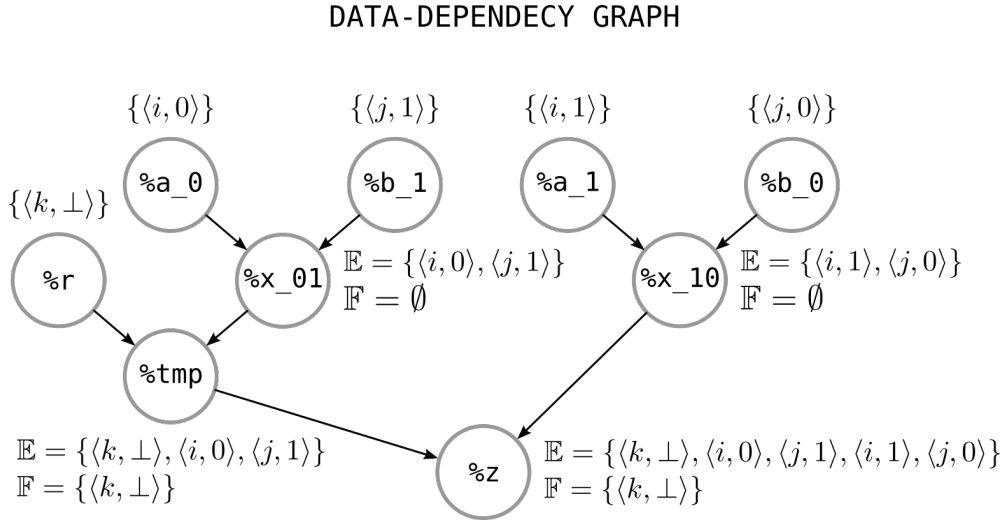 DATA-DEPENDECY GRAPH
{⟨i, 0⟩} {⟨j, 1⟩} {⟨i, 1⟩} {⟨j, 0⟩}
%a_0 %b_1 %a_1 %b_0
{⟨k, ⊥⟩}
%r %x_01 𝔼 = {⟨i, 0⟩, ⟨j, 1⟩} %x_10 𝔼 = {⟨i, 1⟩, ⟨j, 0⟩}
𝔽 = ∅ 𝔽 = ∅
%tmp
𝔼 = {⟨k, ⊥⟩, ⟨i, 0⟩, ⟨j, 1⟩} %z 𝔼 = {⟨k, ⊥⟩, ⟨i, 0⟩, ⟨j, 1⟩, ⟨i, 1⟩, ⟨j, 0⟩}
𝔽 = {⟨k, ⊥⟩} 𝔽 = {⟨k, ⊥⟩}